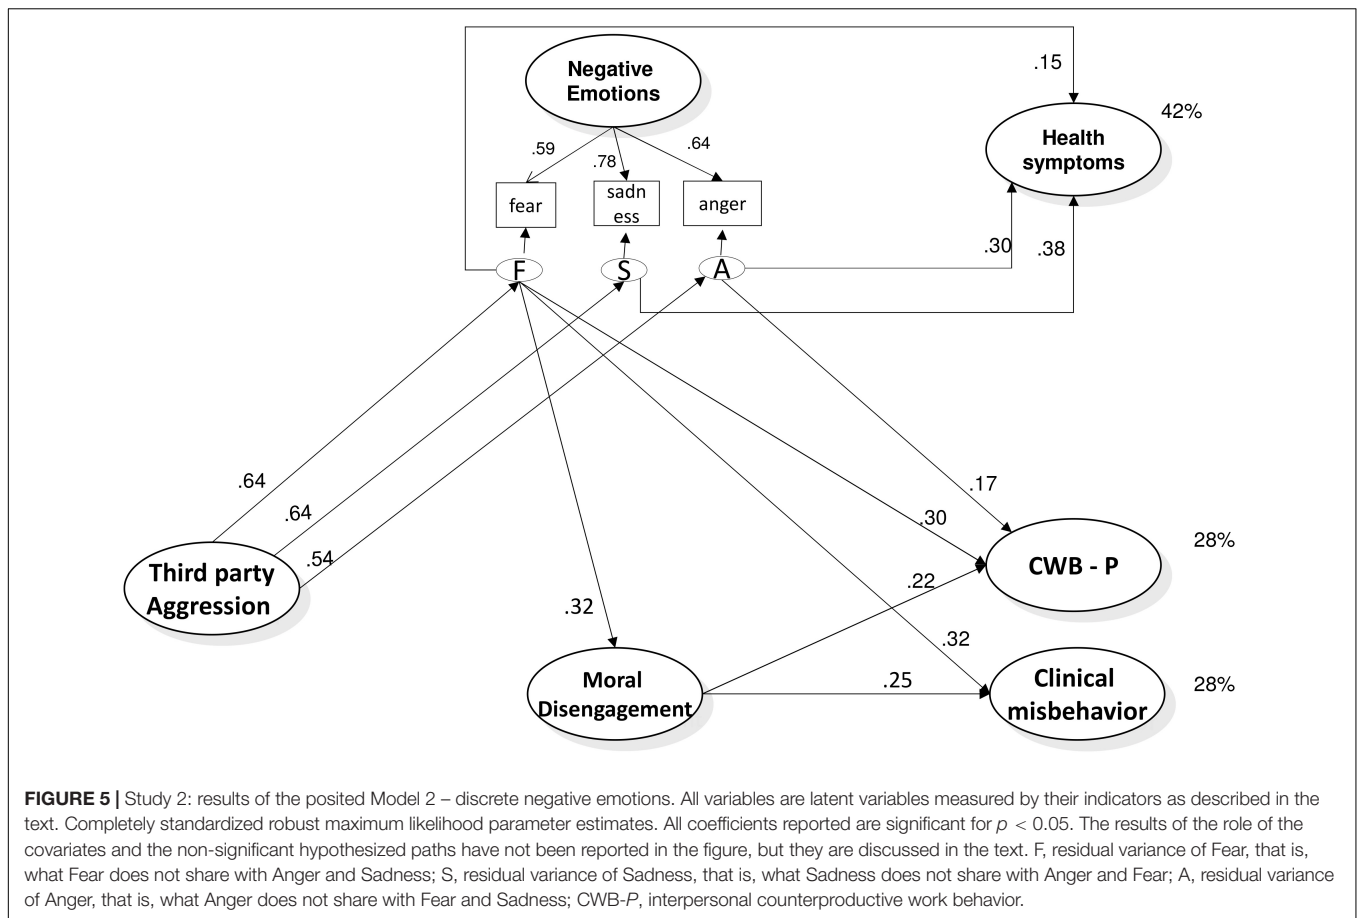 .15
Negative
Emotions
42%
Health
symptoms
.59
.78
.64
fear
sadn
ess
anger
.30
.38
F
S
A
.64
.64
.54
.17
.30
28%
Third party
Aggression
CWB - P
.22
.32
.32
Moral
Disengagement
.25
Clinical
misbehavior
28%
FIGURE 5 | Study 2: results of the posited Model 2 – discrete negative emotions. All variables are latent variables measured by their indicators as described in the
text. Completely standardized robust maximum likelihood parameter estimates. All coefficients reported are significant for p < 0.05. The results of the role of the
covariates and the non-significant hypothesized paths have not been reported in the figure, but they are discussed in the text. F, residual variance of Fear, that is,
what Fear does not share with Anger and Sadness; S, residual variance of Sadness, that is, what Sadness does not share with Anger and Fear; A, residual variance
of Anger, that is, what Anger does not share with Fear and Sadness; CWB-P, interpersonal counterproductive work behavior.